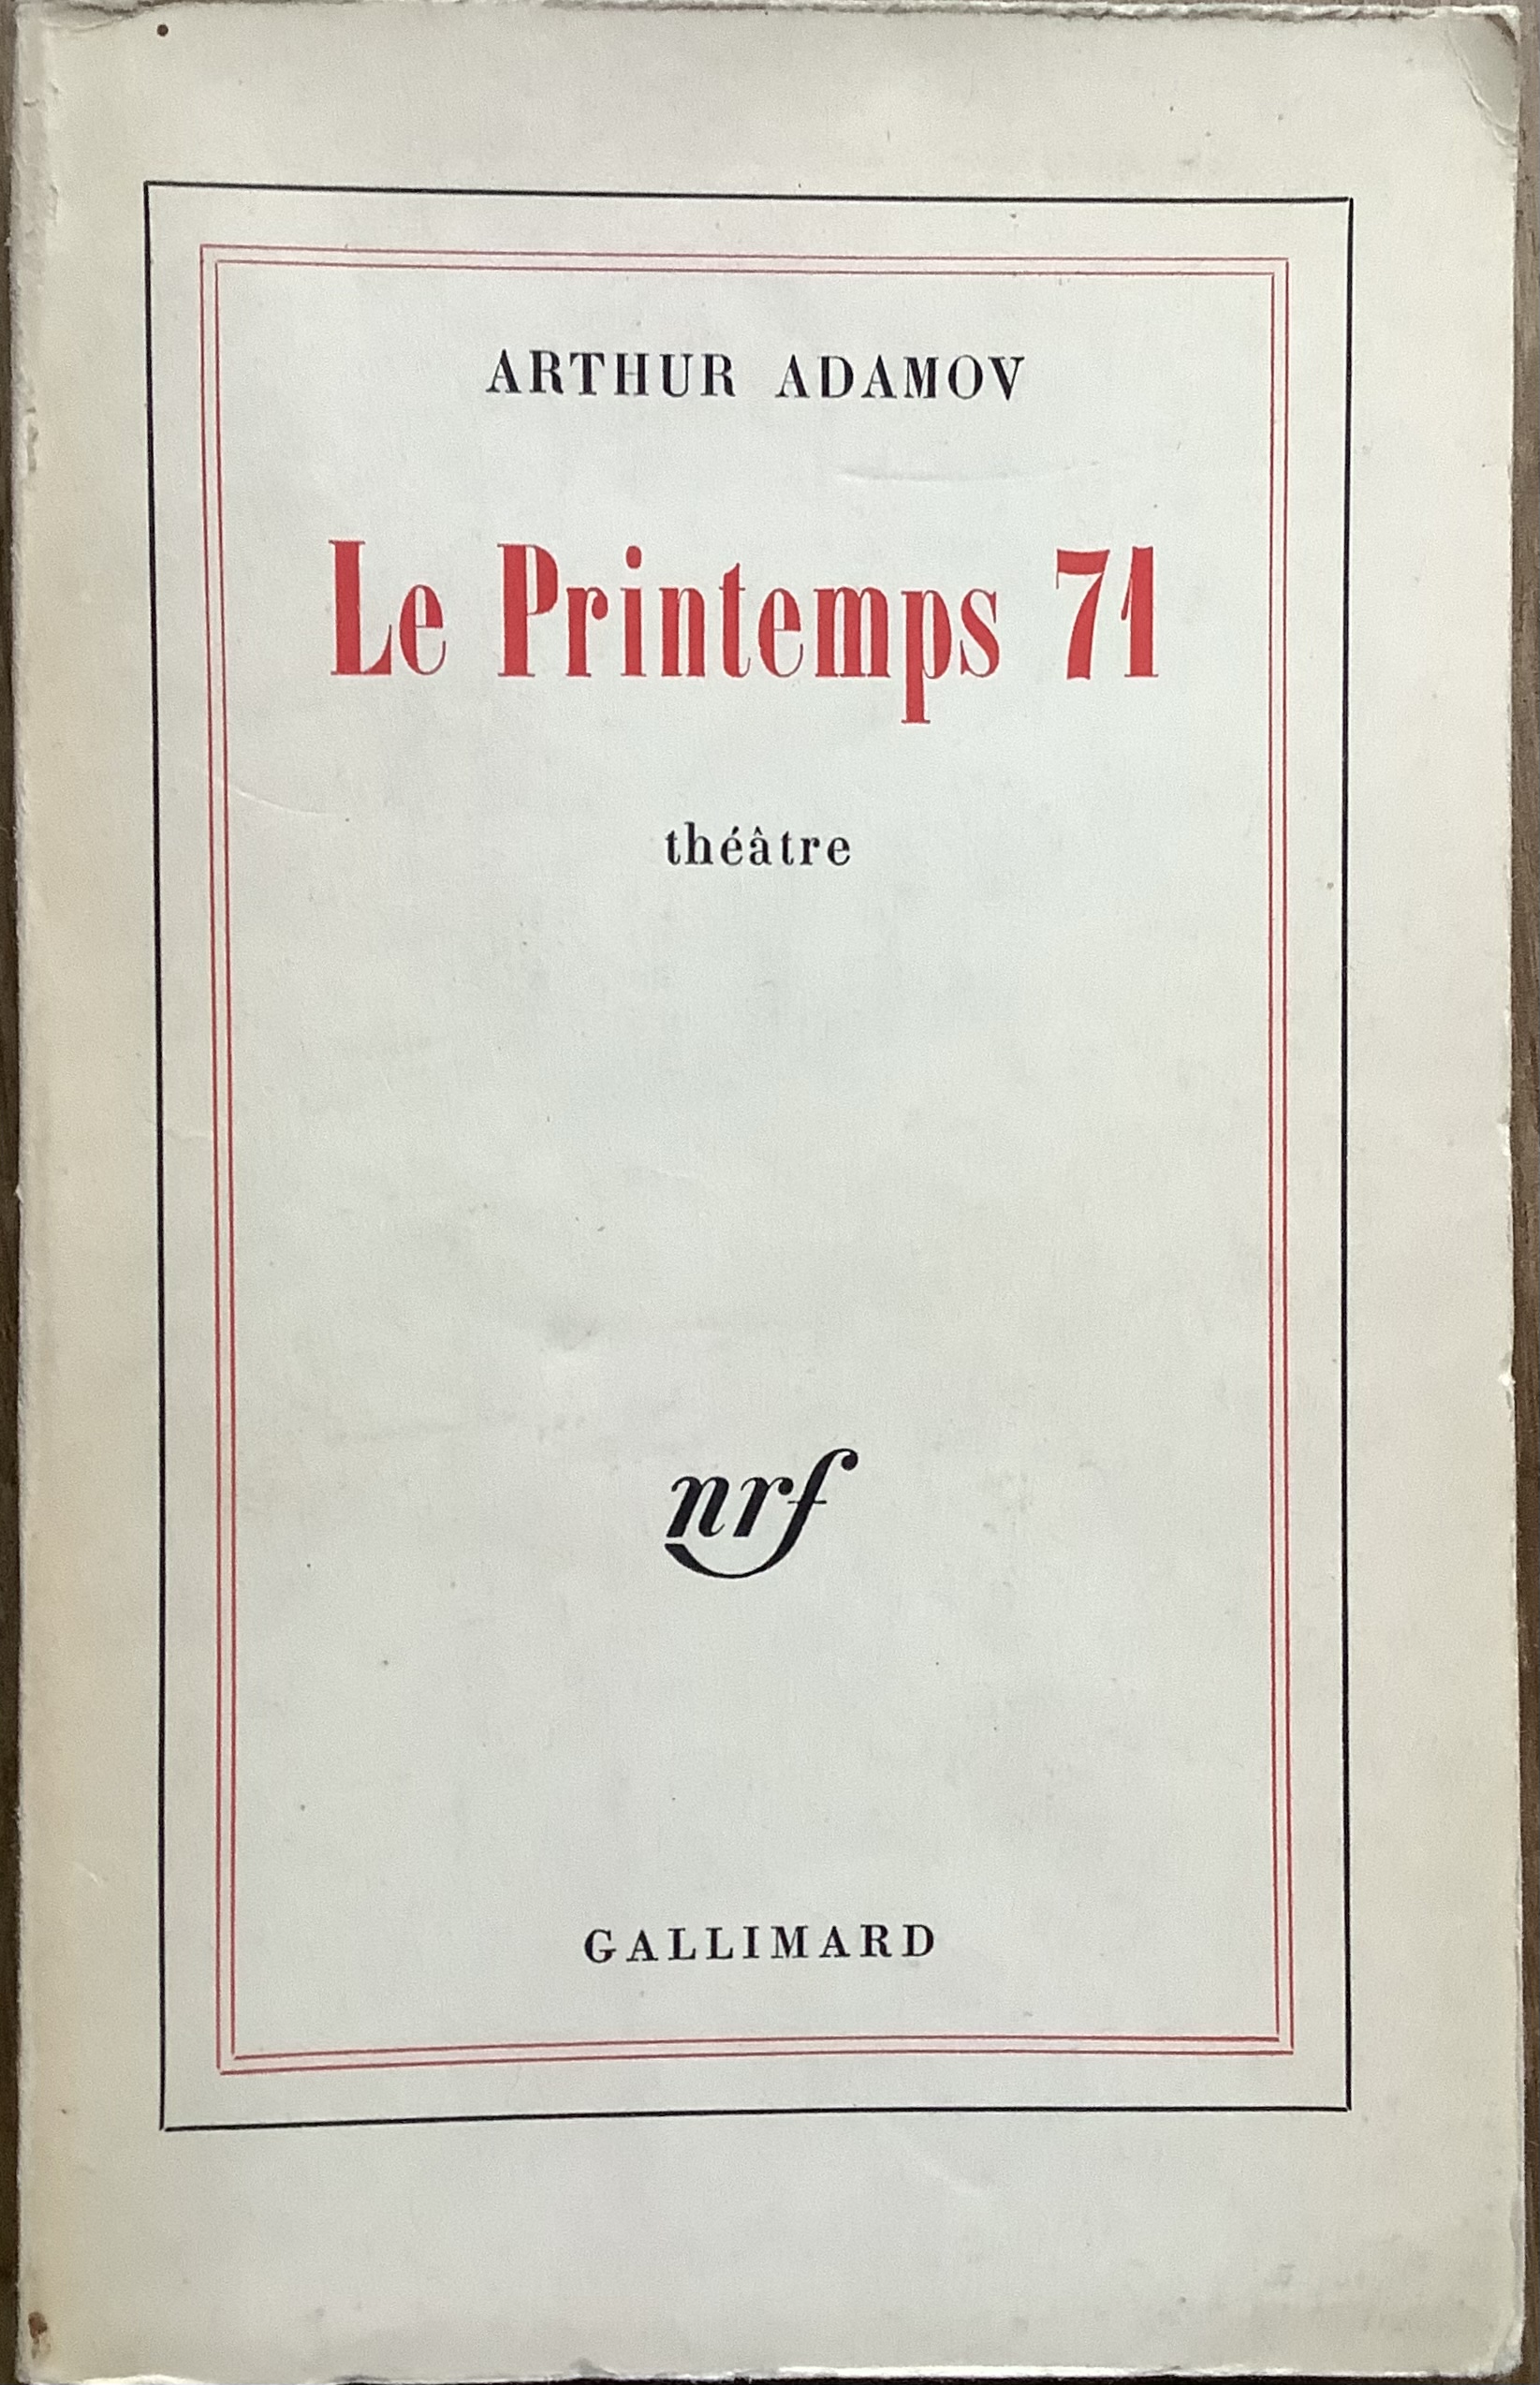 ARTHUR ADAMOV
Le Printemps 71
théâtre
nrf
GALLIMARD